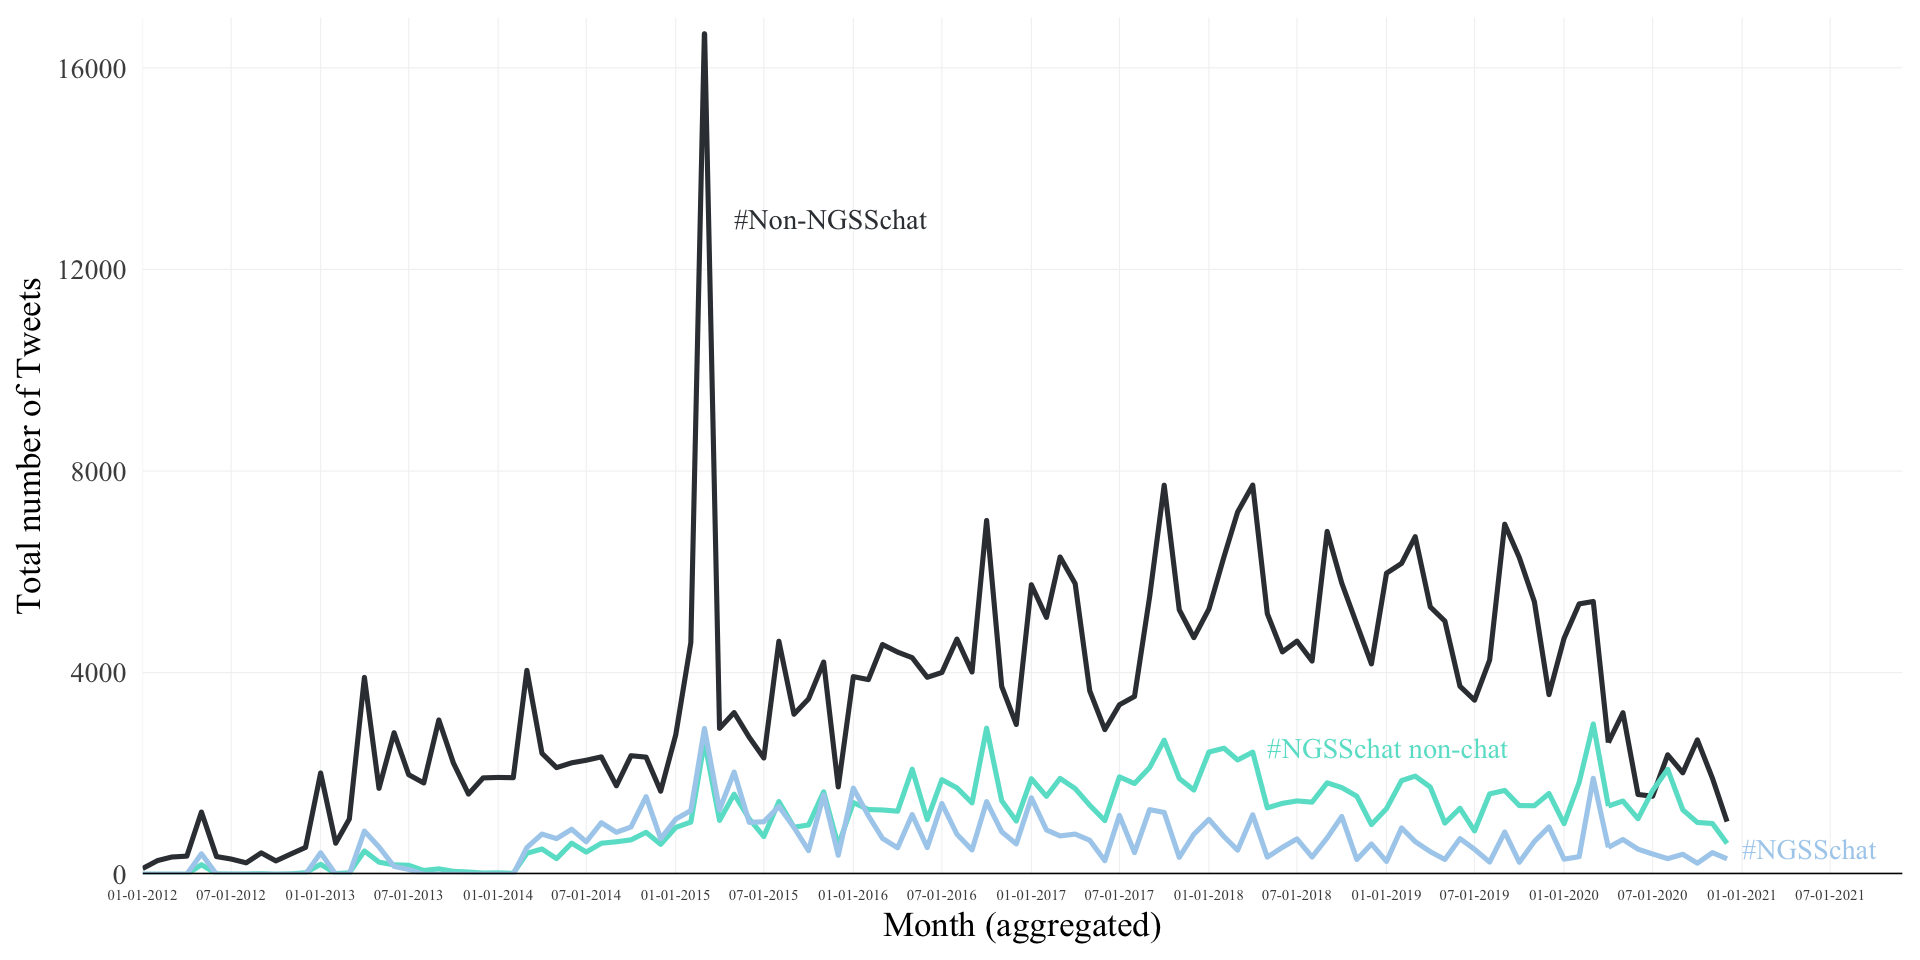 16000
#Non-NGSSchat
12000
Total number of Tweets
8000
4000
#NGSSchat non-chat
#NGSSchat
0
01-01-2012 07-01-2012 01-01-2013 07-01-2013 01-01-2014 07-01-2014 01-01-2015 07-01-2015 01-01-2016 07-01-2016 01-01-2017 07-01-2017 01-01-2018 07-01-2018 01-01-2019 07-01-2019 01-01-2020 07-01-2020 01-01-2021 07-01-2021
Month (aggregated)